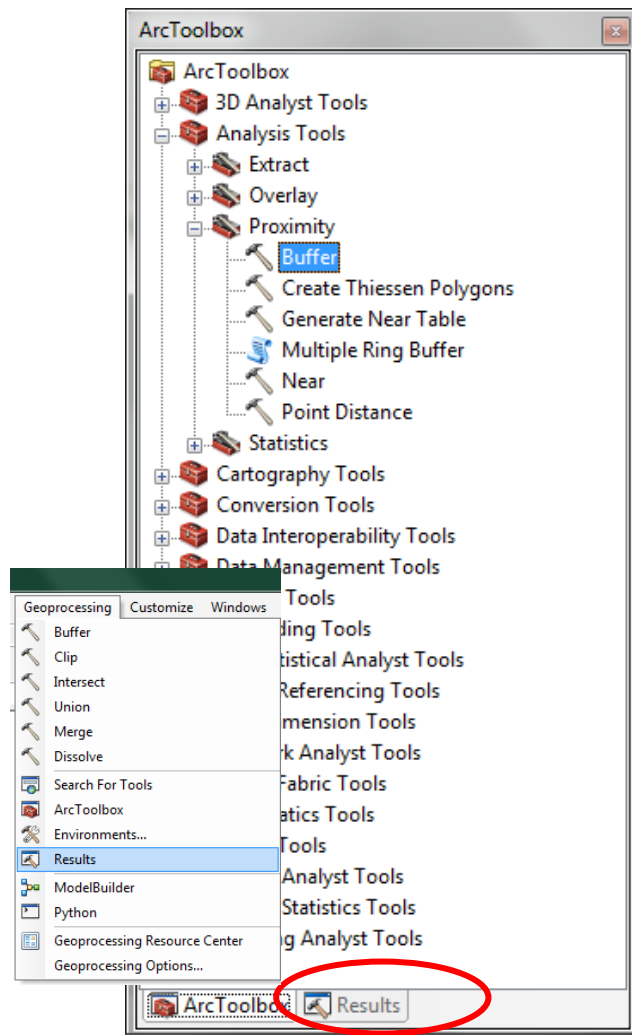 ArcToolbox
ArcToolbox
3D Analyst Tools
Analysis Tools
Extract
Overlay
Proximity
Buffer
Create Thiessen Polygons
Generate Near Table
Multiple Ring Buffer
Near
Point Distance
Statistics
Cartography Tools
Conversion Tools
Data Interoperability Tools
Data Management Tools
Tools
ding Tools
tistical Analyst Tools
Referencing Tools
mension Tools
rk Analyst Tools
Fabric Tools
atics Tools
Tools
Analyst Tools
Statistics Tools
g Analyst Tools
Geoprocessing Customize Windows
Buffer
Clip
Intersect
Union
Merge
Dissolve
Search For Tools
ArcToolbox
Environments...
Results
ModelBuilder
Python
Geoprocessing Resource Center
Geoprocessing Options...
ArcToolbox Results